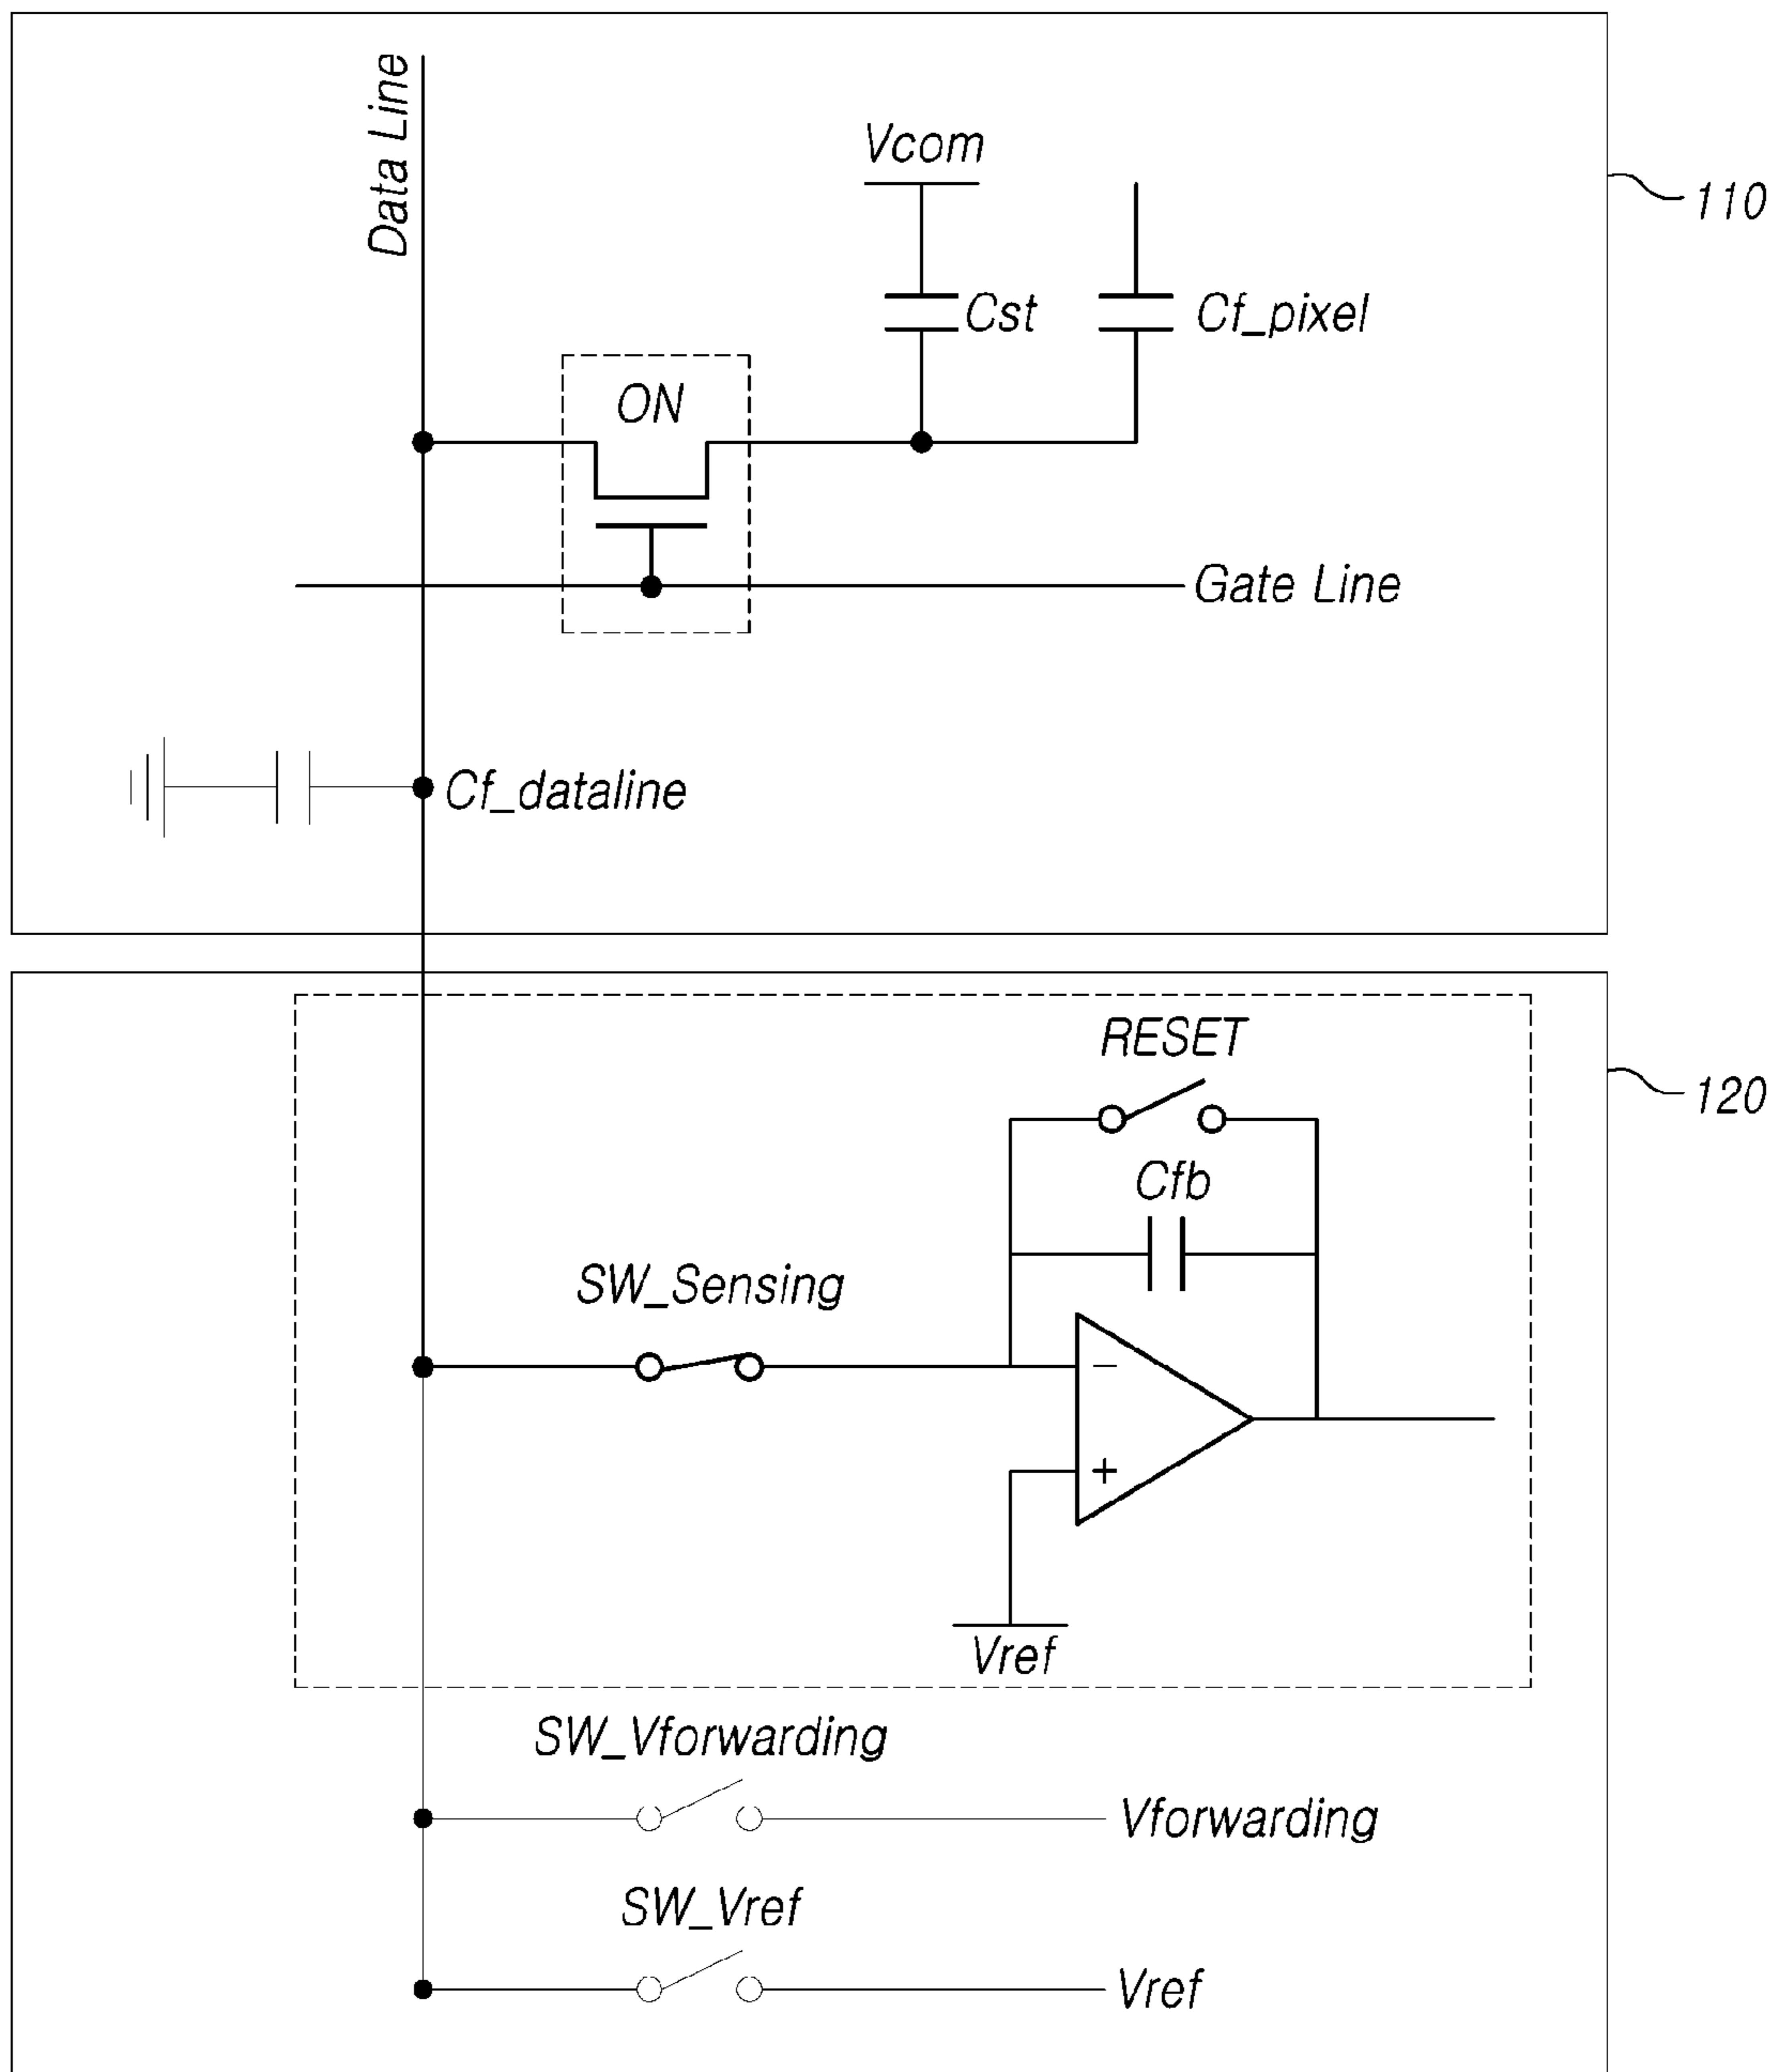 Data Line
Vcom
110
Cst
Cf_pixel
ON
Gate Line
Cf_dataline
RESET
120
Cfb
SW_Sensing
−
+
Vref
SW_Vforwarding
Vforwarding
SW_Vref
Vref